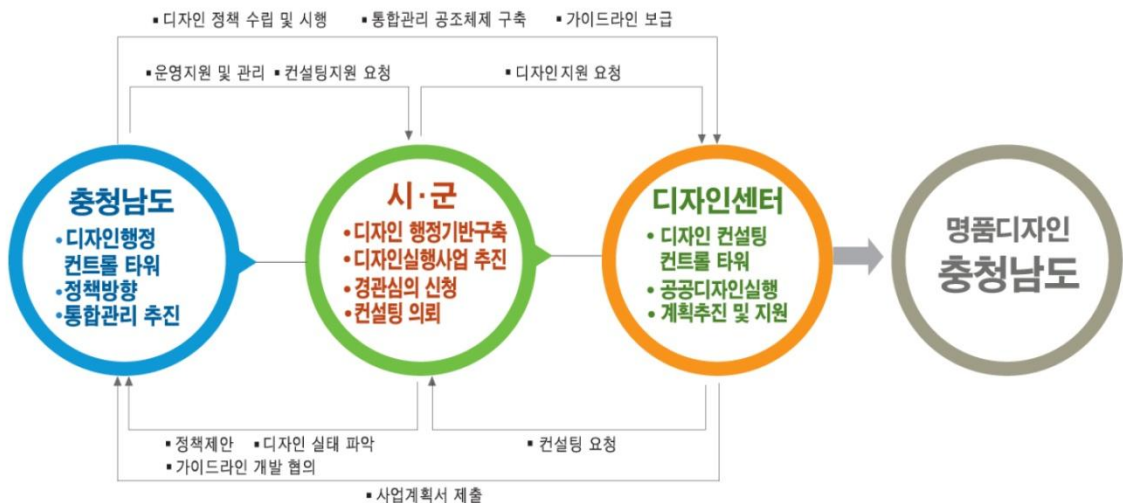 ▪ 디자인 정책 수립 및 시행 ▪ 통합관리 공조체제 구축 ▪ 가이드라인 보급
▪ 운영지원 및 관리 ▪ 컨설팅지원 요청 ▪ 디자인지원 요청
충청남도
• 디자인행정
컨트롤 타워
• 정책방향
• 통합관리 추진
시·군
• 디자인 행정기반구축
• 디자인실행사업 추진
• 경관심의 신청
• 컨설팅 의뢰
디자인센터
• 디자인 컨설팅
컨트롤 타워
• 공공디자인실행
• 계획추진 및 지원
명품디자인
충청남도
▪ 정책제안 ▪ 디자인 실태 파악
▪ 가이드라인 개발 협의
▪ 컨설팅 요청
▪ 사업계획서 제출